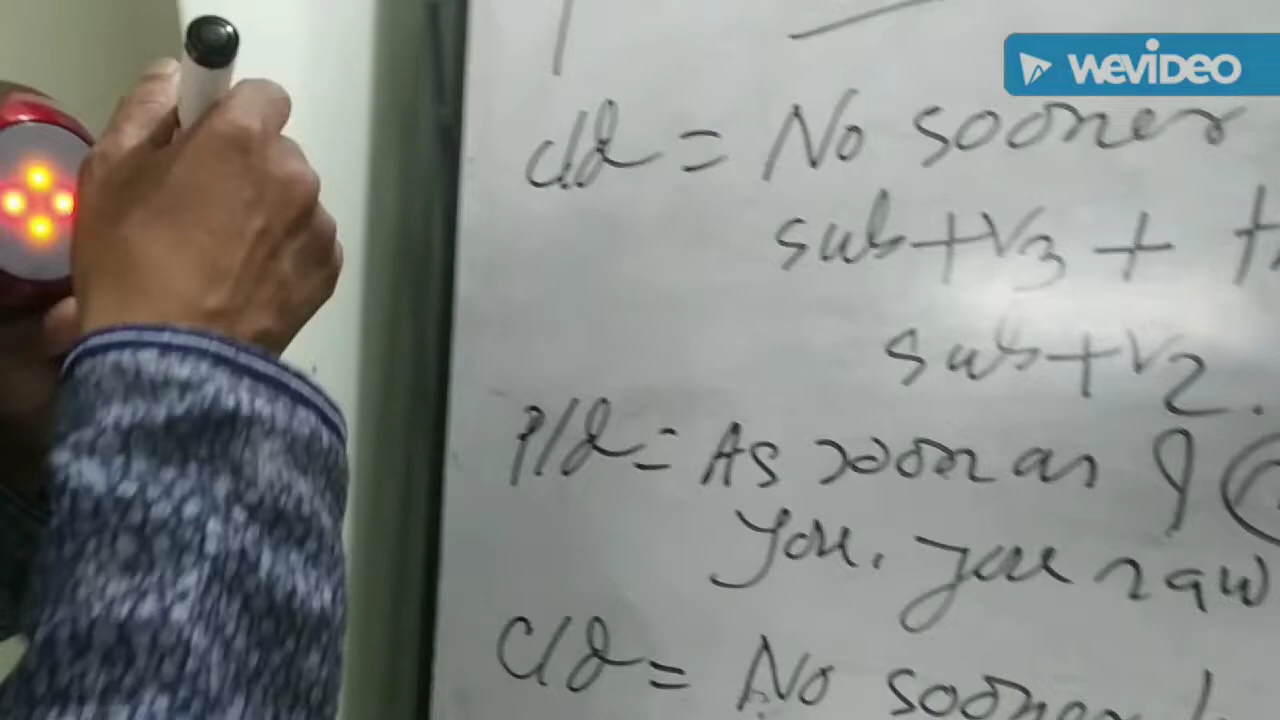 WEVIDEO
C/d = No sooner
sub + V3 +
sub + V2.
P/d = As soon as I
you, you saw
C/d = No sooner